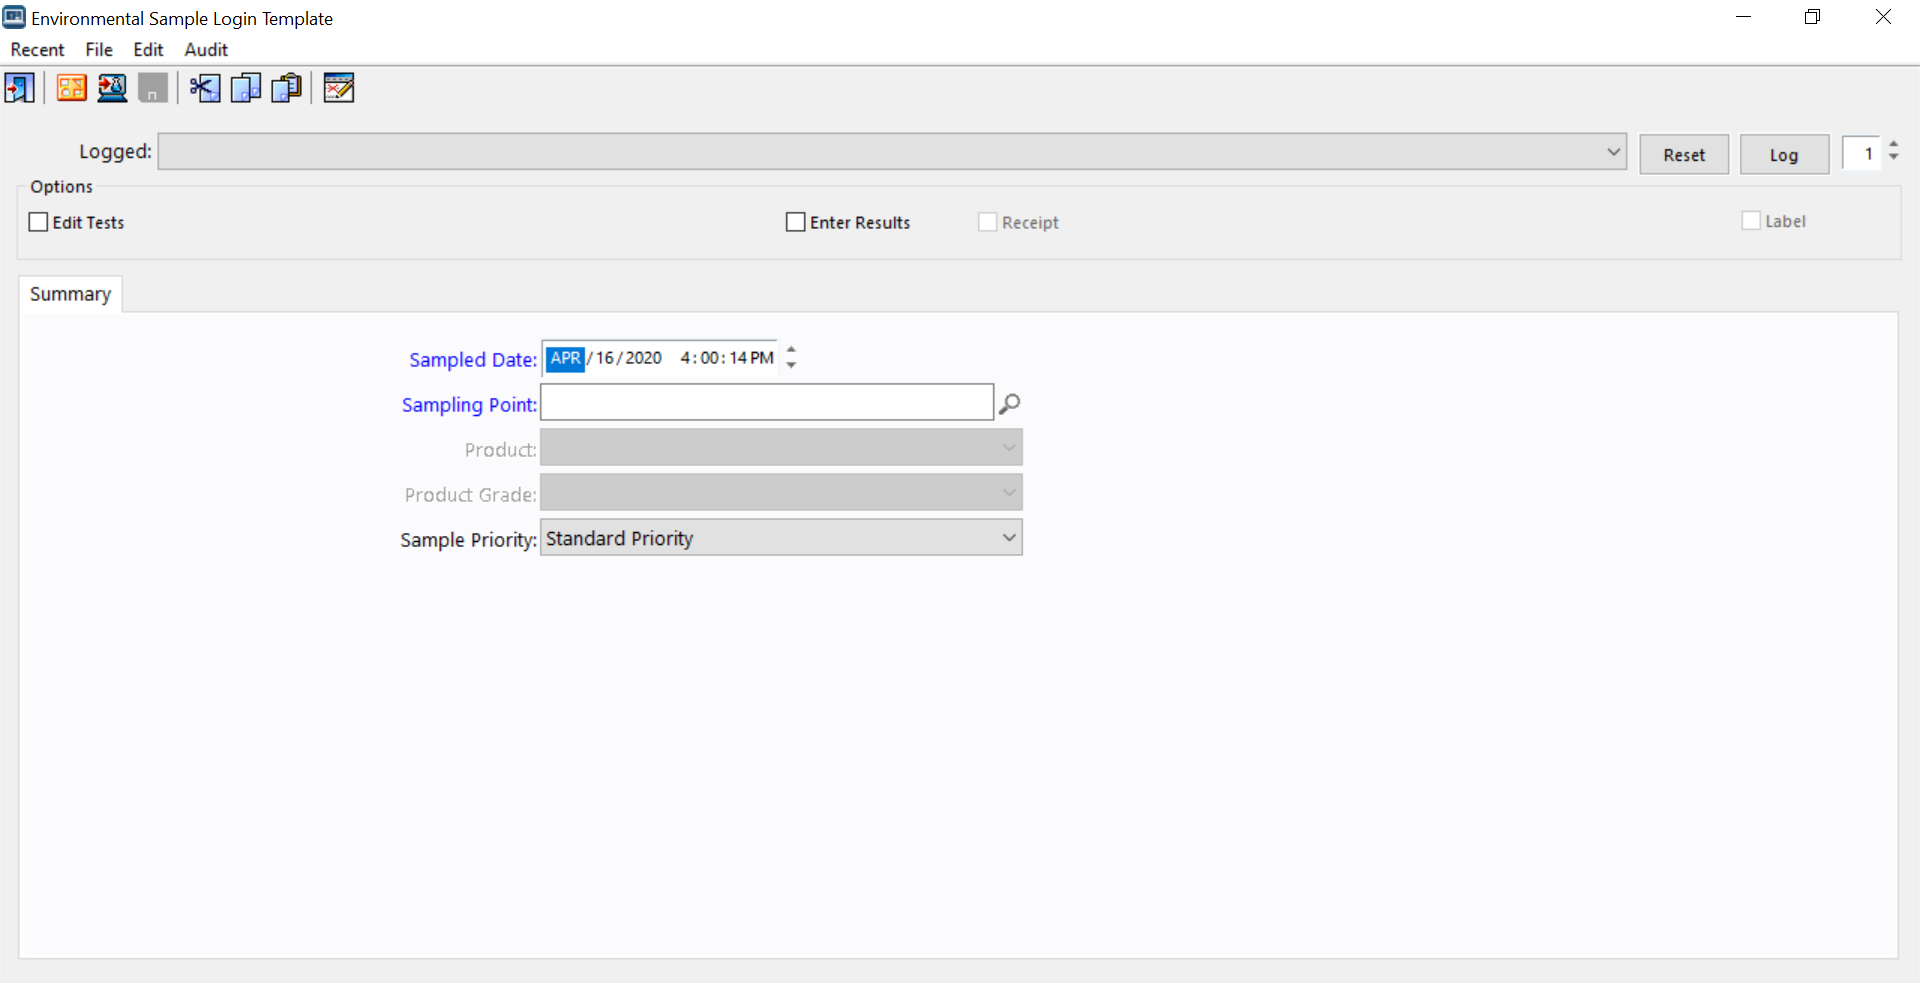 Environmental Sample Login Template
Recent File Edit Audit
Logged: Reset Log 1
Options
Edit Tests Enter Results Receipt Label
Summary
Sampled Date: APR/16/2020 4:00:14 PM
Sampling Point:
Product:
Product Grade:
Sample Priority: Standard Priority